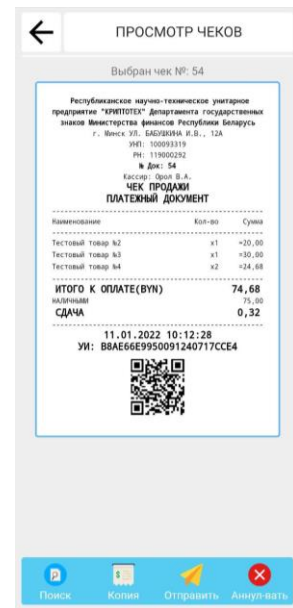 ПРОСМОТР ЧЕКОВ
Выбран чек №: 54
Республиканское научно-техническое унитарное
предприятие "КРИПТОТЕХ" Департамента государственных
знаков Министерства финансов Республики Беларусь
г. Минск УЛ. БАБУШКИНА И.В., 12А
УНП: 100093319
РН: 119000292
№ Док: 54
Кассир: Орол В.А.
ЧЕК ПРОДАЖИ
ПЛАТЕЖНЫЙ ДОКУМЕНТ
Наименование Кол-во Сумма
Тестовый товар №2 x1 =20,00
Тестовый товар №3 x1 =30,00
Тестовый товар №4 x2 =24,68
ИТОГО К ОПЛАТЕ(BYN) 74,68
НАЛИЧНЫМИ 75,00
СДАЧА 0,32
11.01.2022 10:12:28
УИ: B8AE66E9950091240717CCE4
Поиск Копия Отправить Аннул-вать